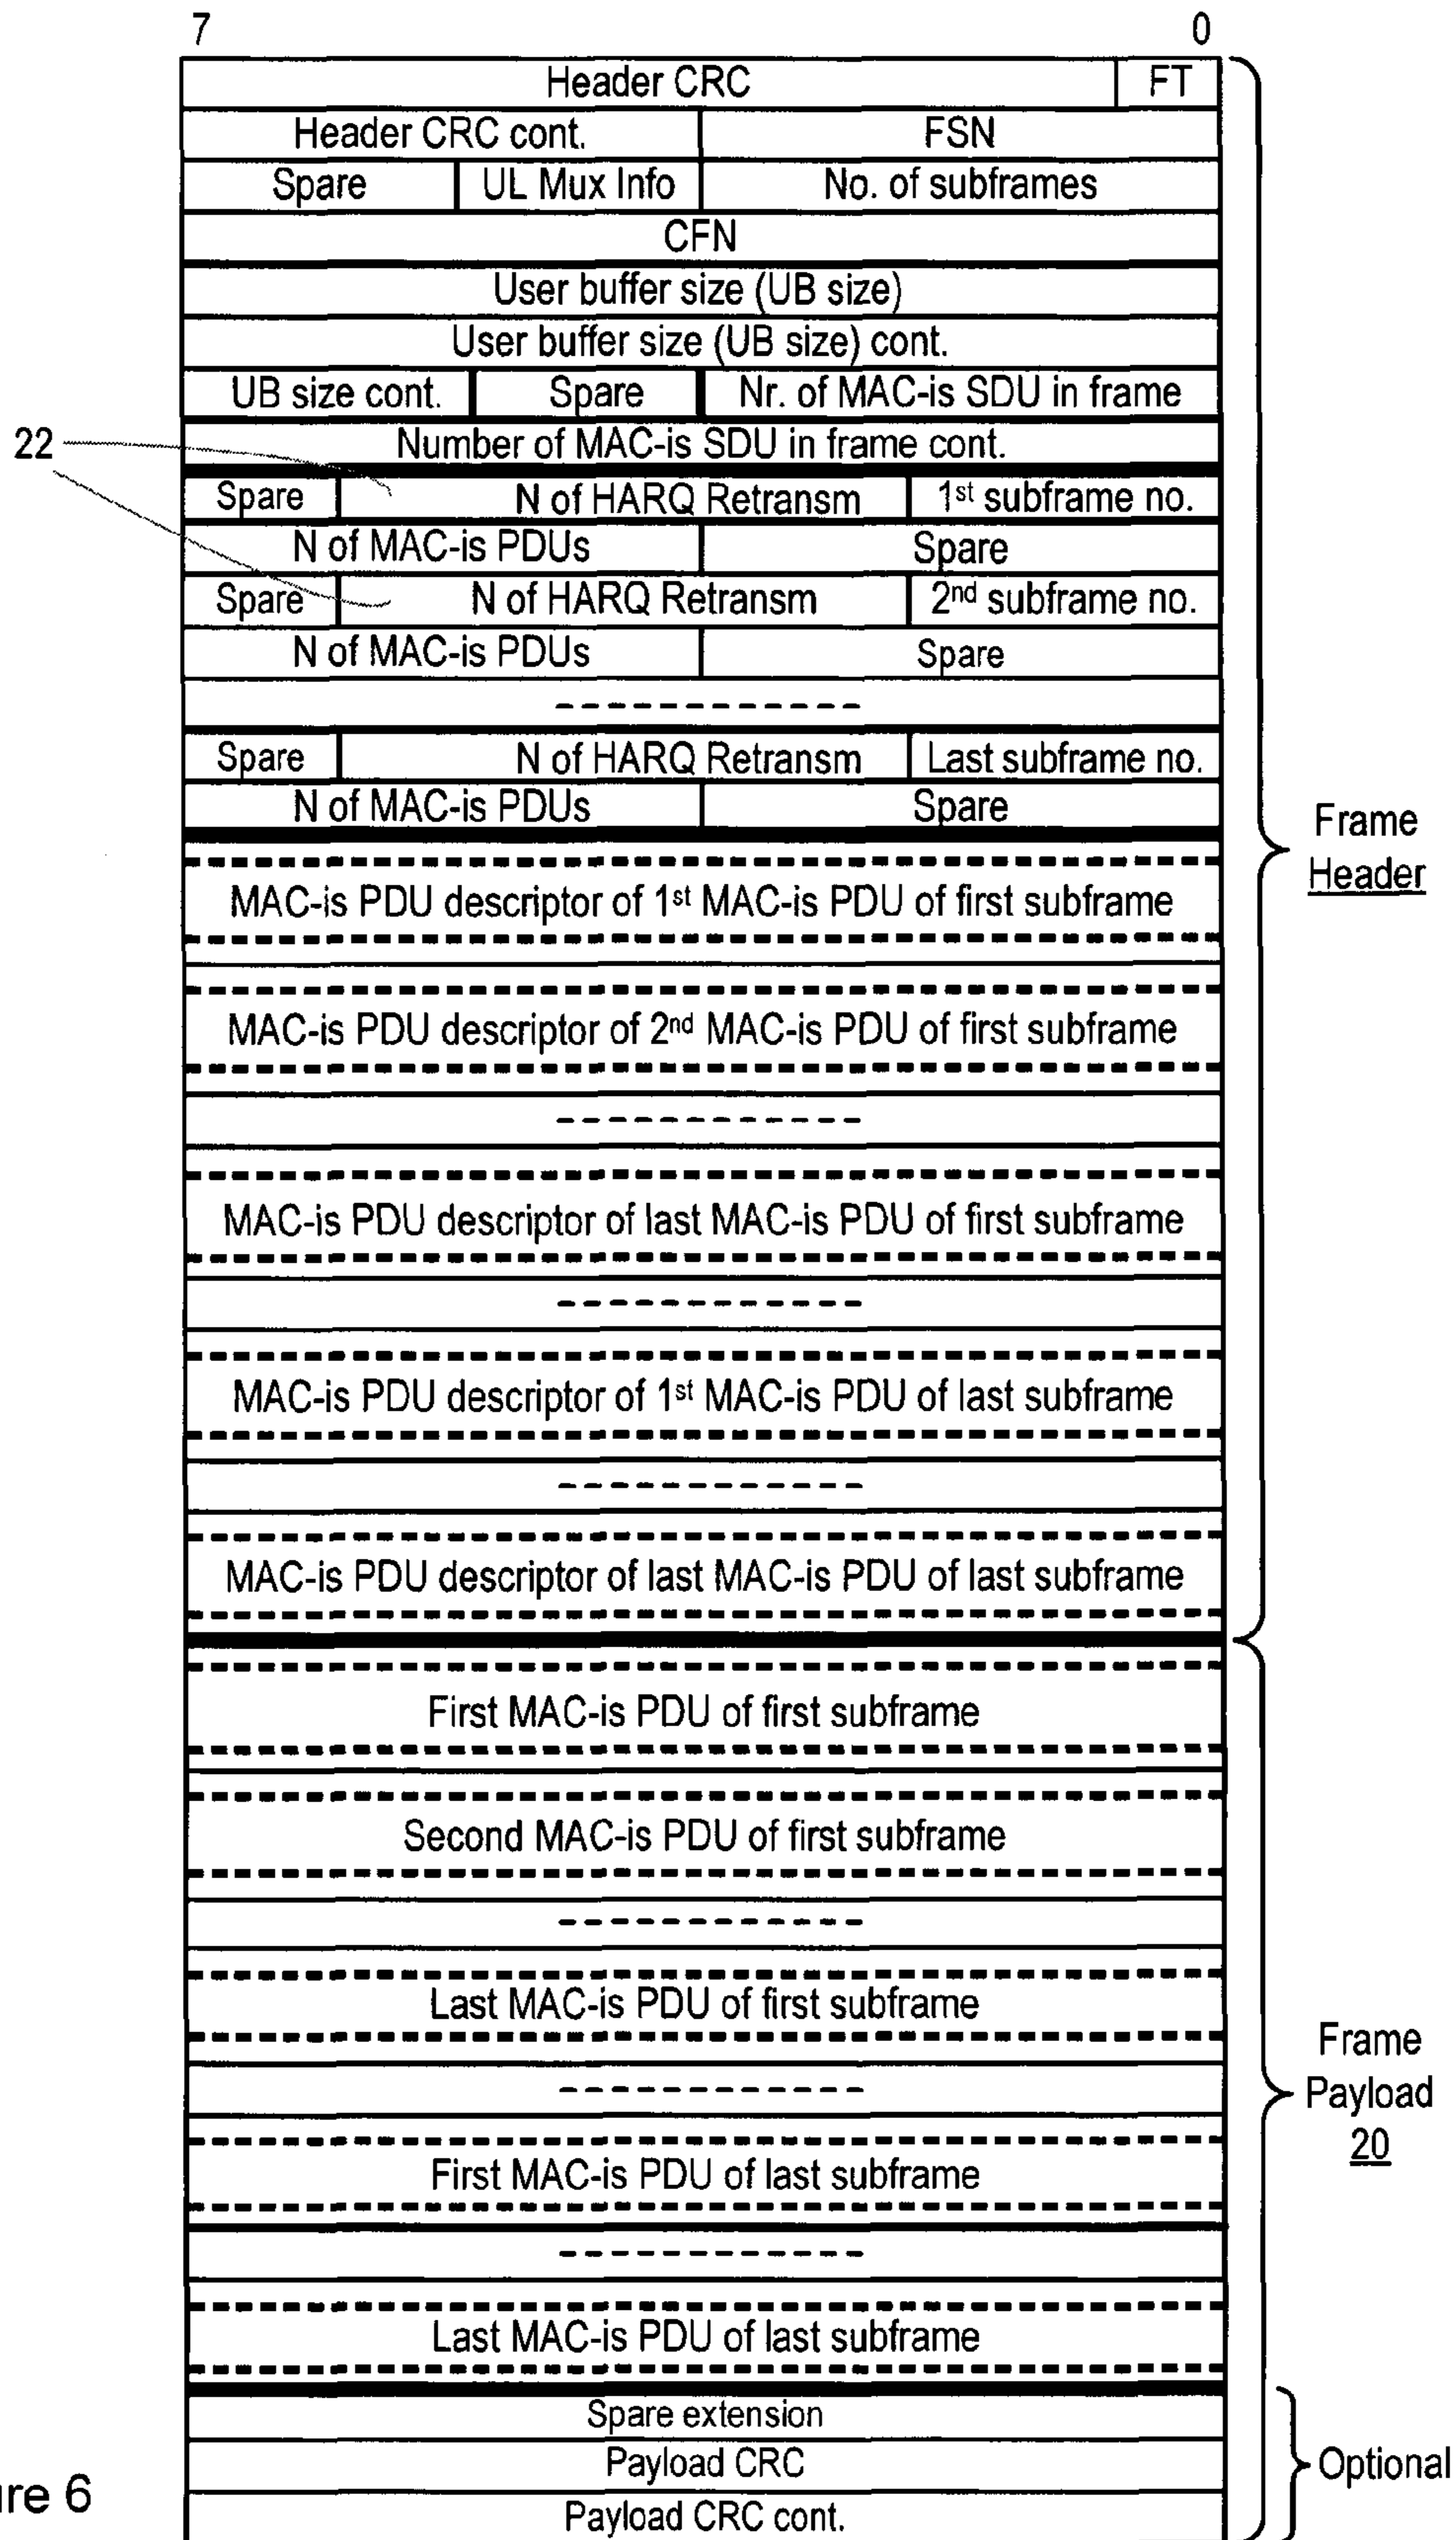 7 0
Header CRC FT
Header CRC cont. FSN
Spare UL Mux Info No. of subframes
CFN
User buffer size (UB size)
User buffer size (UB size) cont.
UB size cont. Spare Nr. of MAC-is SDU in frame
22 Number of MAC-is SDU in frame cont.
Spare N of HARQ Retransm 1st subframe no.
N of MAC-is PDUs Spare
Spare N of HARQ Retransm 2nd subframe no.
N of MAC-is PDUs Spare
Spare N of HARQ Retransm Last subframe no.
N of MAC-is PDUs Spare
Frame
Header
MAC-is PDU descriptor of 1st MAC-is PDU of first subframe
MAC-is PDU descriptor of 2nd MAC-is PDU of first subframe
MAC-is PDU descriptor of last MAC-is PDU of first subframe
MAC-is PDU descriptor of 1st MAC-is PDU of last subframe
MAC-is PDU descriptor of last MAC-is PDU of last subframe
First MAC-is PDU of first subframe
Second MAC-is PDU of first subframe
Last MAC-is PDU of first subframe
Frame
Payload
20
First MAC-is PDU of last subframe
Last MAC-is PDU of last subframe
Spare extension
Payload CRC
Optional
Payload CRC cont.
ure 6